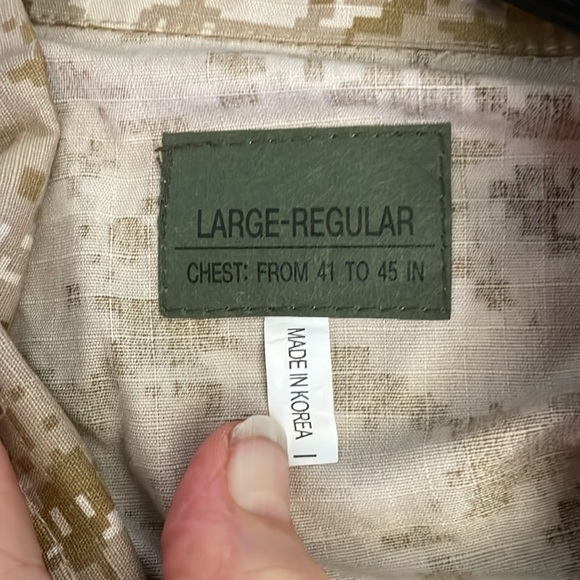 LARGE-REGULAR
CHEST: FROM 41 TO 45 IN
MADE IN KOREA